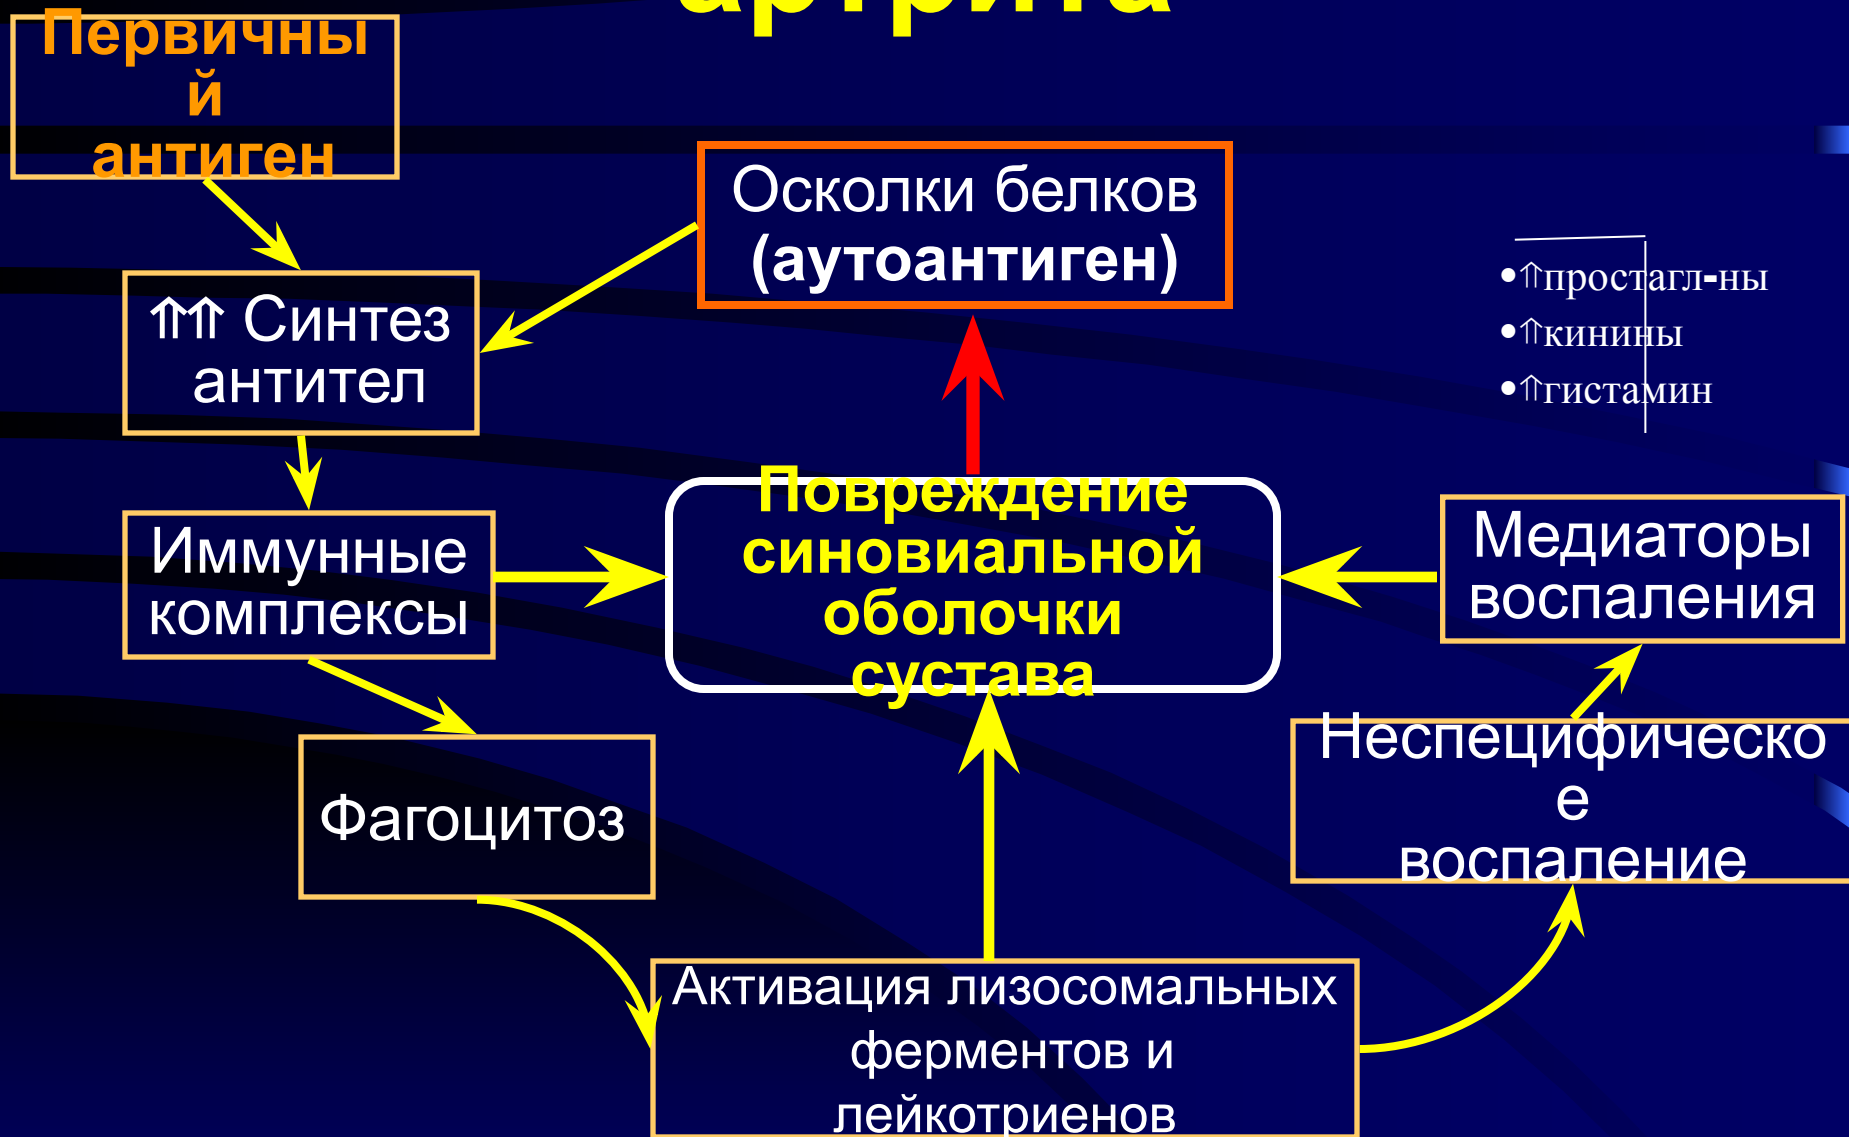 артрита
Первичны
й
антиген
Осколки белков
(аутоантиген)
•⇑простагл-ны
•⇑кинины
•⇑гистамин
⇑⇑ Синтез
антител
Иммунные
комплексы
Повреждение
синовиальной
оболочки
сустава
Медиаторы
воспаления
Фагоцитоз
Неспецифическо
е
воспаление
Активация лизосомальных
ферментов и
лейкотриенов